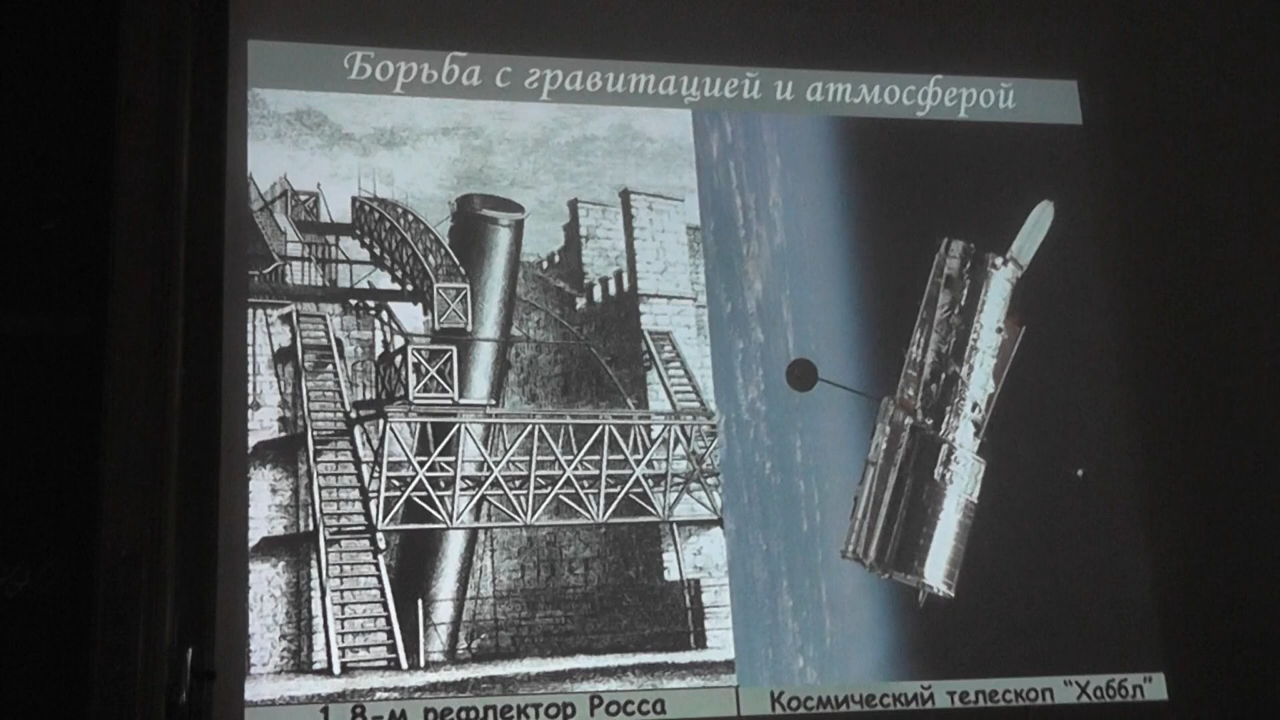 Борьба с гравитацией и атмосферой
1,8-м рефлектор Росса
Космический телескоп "Хаббл"